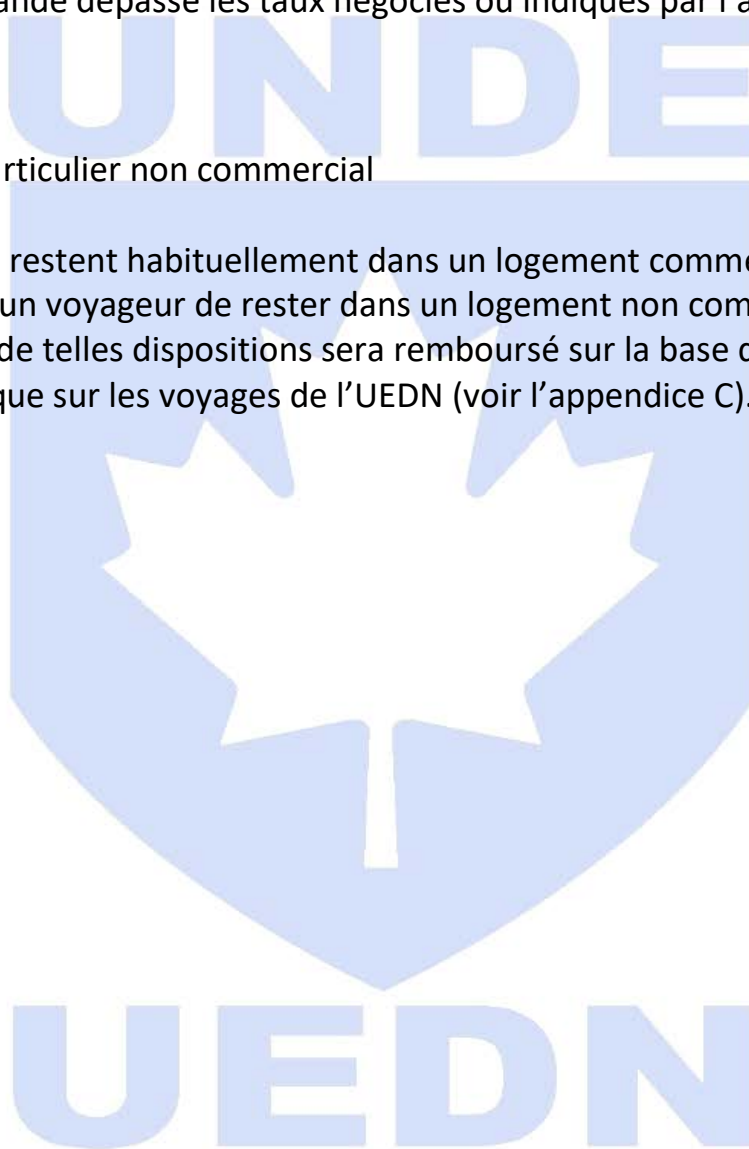 ande dépasse les taux négociés ou indiqués par l'a
UNDE
rticulier non commercial
restent habituellement dans un logement comme
un voyageur de rester dans un logement non com
de telles dispositions sera remboursé sur la base d
que sur les voyages de l'UEDN (voir l'appendice C).
UEDN